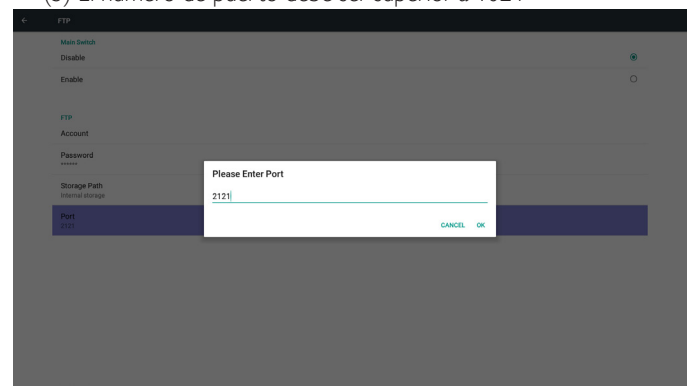 (3) El número de puerto debe ser superior a 1024
FTP
Main Switch
Disable
Enable
FTP
Account
Password
******
Storage Path
Internal storage
Port
2121
Please Enter Port
2121
CANCEL OK